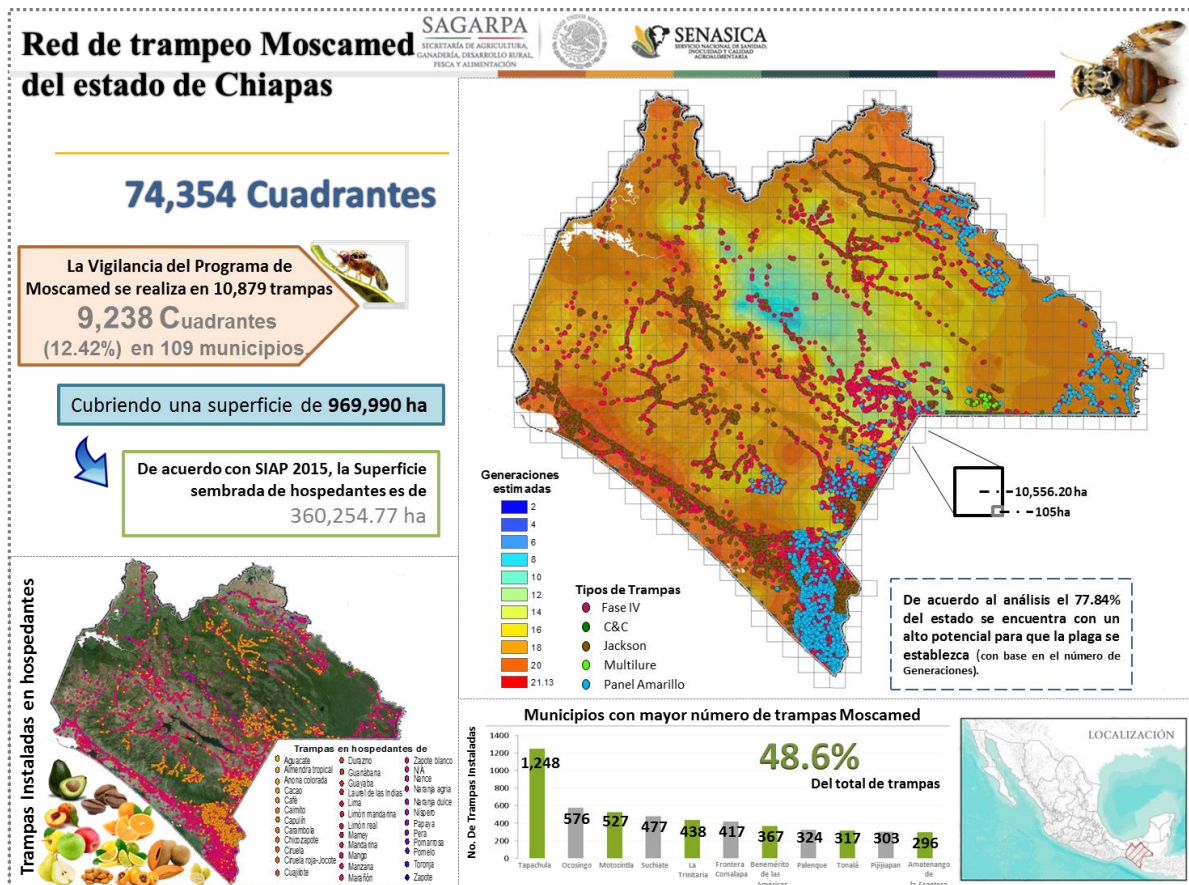 Red de trampeo Moscamed
del estado de Chiapas
SAGARPA
SECRETARÍA DE AGRICULTURA,
GANADERÍA, DESARROLLO RURAL,
PESCA Y ALIMENTACIÓN
ESTADOS UNIDOS MEXICANOS
SENASICA
SERVICIO NACIONAL DE SANIDAD,
INOCUIDAD Y CALIDAD
AGROALIMENTARIA
74,354 Cuadrantes
La Vigilancia del Programa de
Moscamed se realiza en 10,879 trampas
9,238 Cuadrantes
(12.42%) en 109 municipios.
Cubriendo una superficie de 969,990 ha
De acuerdo con SIAP 2015, la Superficie
sembrada de hospedantes es de
360,254.77 ha
Generaciones
estimadas
2
4
6
8
10
12
14
16
18
20
21.13
Tipos de Trampas
Fase IV
C&C
Jackson
Multilure
Panel Amarillo
10,556.20 ha
105ha
De acuerdo al análisis el 77.84%
del estado se encuentra con un
alto potencial para que la plaga se
establezca (con base en el número de
Generaciones).
Trampas Instaladas en hospedantes
Trampas en hospedantes de
Aguacate
Almendra tropical
Anona colorada
Cacao
Café
Caimito
Capulín
Carambola
Chicozapote
Ciruela
Ciruela roja-Jocote
Cuajilote
Durazno
Guanábana
Guayaba
Laurel de las Indias
Lima
Limón mandarina
Limón real
Mamey
Mandarina
Mango
Manzana
Marañón
Zapote blanco
N/A
Nance
Naranja agria
Naranja dulce
Níspero
Papaya
Pera
Pomarrosa
Pomelo
Toronja
Zapote
Municipios con mayor número de trampas Moscamed
48.6%
Del total de trampas
No. De Trampas Instaladas
1400
1200
1000
800
600
400
200
0
1,248
576
527
477
438
417
367
324
317
303
296
Tapachula
Ocosingo
Motozintla
Suchiate
La
Trinitaria
Frontera
Comalapa
Benemérito
de las
Américas
Palenque
Tonalá
Pijijiapan
Amatenango
de
la Frontera
LOCALIZACIÓN